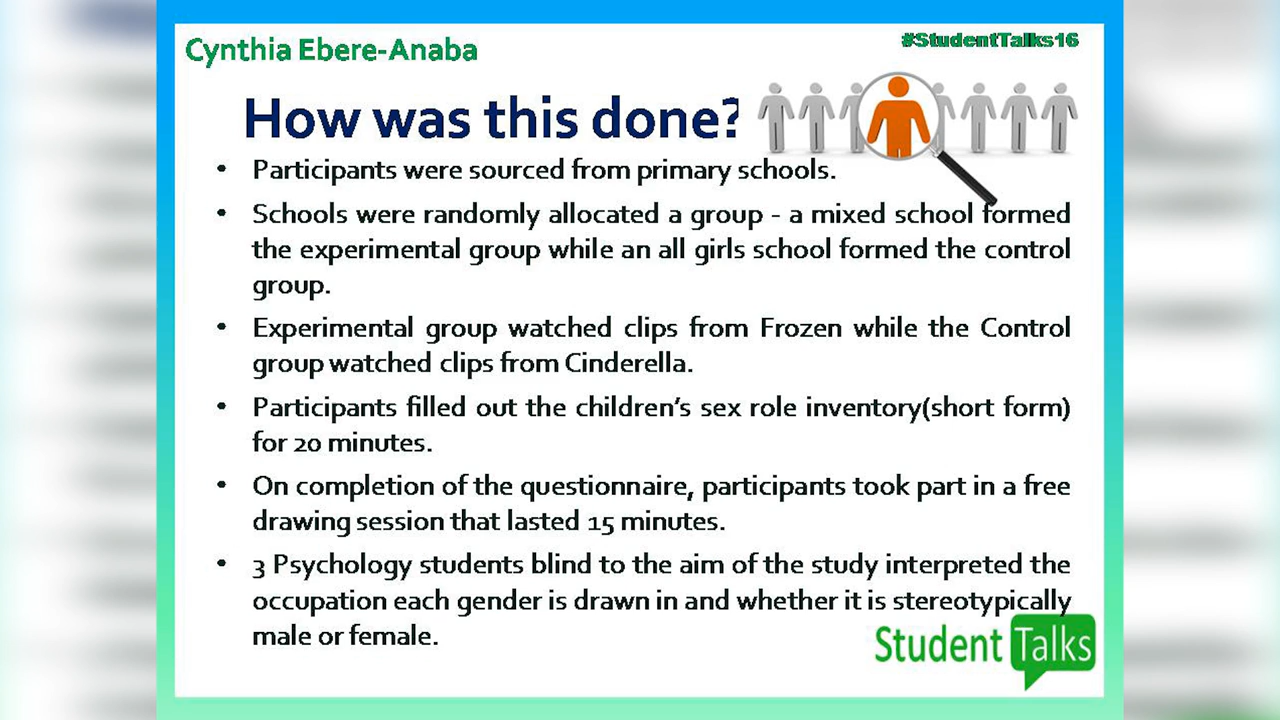 Cynthia Ebere-Anaba
#StudentTalks16
How was this done?
• Participants were sourced from primary schools.
• Schools were randomly allocated a group - a mixed school formed
the experimental group while an all girls school formed the control
group.
• Experimental group watched clips from Frozen while the Control
group watched clips from Cinderella.
• Participants filled out the children's sex role inventory(short form)
for 20 minutes.
• On completion of the questionnaire, participants took part in a free
drawing session that lasted 15 minutes.
• 3 Psychology students blind to the aim of the study interpreted the
occupation each gender is drawn in and whether it is stereotypically
male or female.
Student Talks